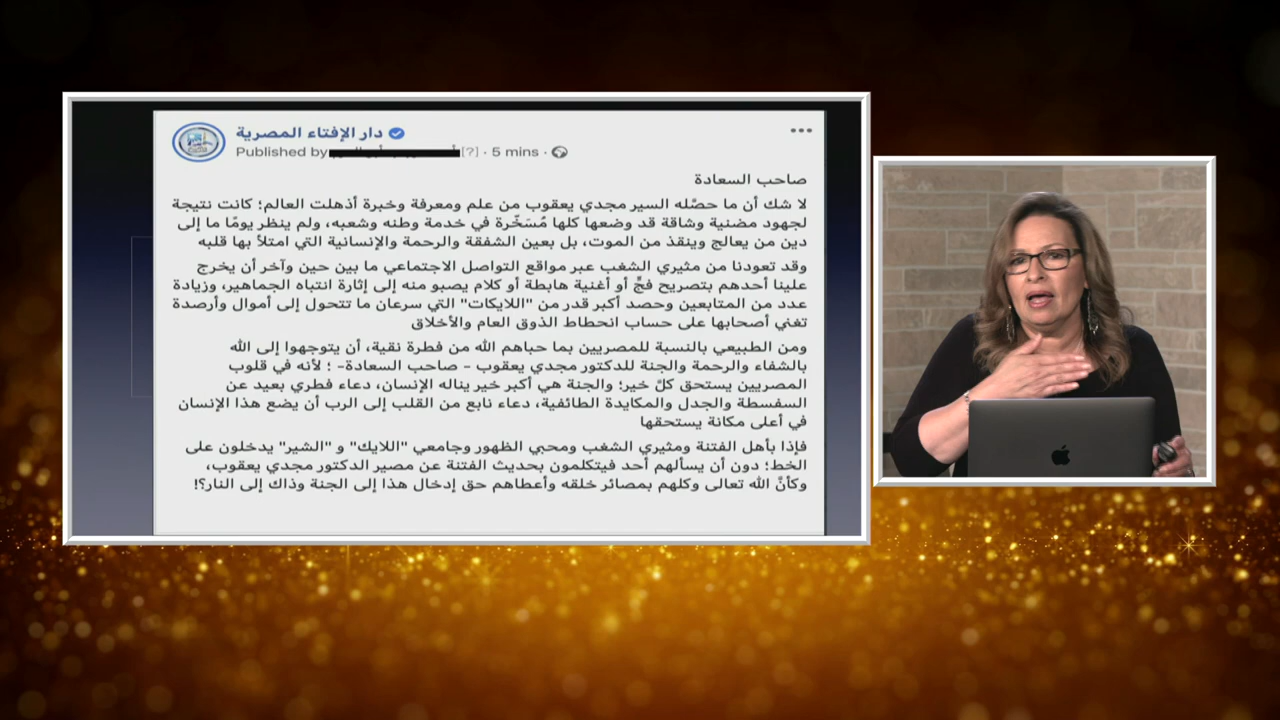 دار الإفتاء المصرية
Published by [?] · 5 mins ·
صاحب السعادة
لا شك أن ما حصَّله السير مجدي يعقوب من علم ومعرفة وخبرة أذهلت العالم؛ كانت نتيجة
لجهود مضنية وشاقة قد وضعها كلها مُسَخّرة في خدمة وطنه وشعبه، ولم ينظر يومًا ما إلى
دين من يعالج وينقذ من الموت، بل بعين الشفقة والرحمة والإنسانية التي امتلأ بها قلبه
وقد تعودنا من مثيري الشغب عبر مواقع التواصل الاجتماعي ما بين حين وآخر أن يخرج
علينا أحدهم بتصريح فجٍّ أو أغنية هابطة أو كلام يصبو منه إلى إثارة انتباه الجماهير، وزيادة
عدد من المتابعين وحصد أكبر قدر من "اللايكات" التي سرعان ما تتحول إلى أموال وأرصدة
تغني أصحابها على حساب انحطاط الذوق العام والأخلاق
ومن الطبيعي بالنسبة للمصريين بما حباهم الله من فطرة نقية، أن يتوجهوا إلى الله
بالشفاء والرحمة والجنة للدكتور مجدي يعقوب - صاحب السعادة- ؛ لأنه في قلوب
المصريين يستحق كلَّ خير؛ والجنة هي أكبر خير يناله الإنسان، دعاء فطري بعيد عن
السفسطة والجدل والمكايدة الطائفية، دعاء نابع من القلب إلى الرب أن يضع هذا الإنسان
في أعلى مكانة يستحقها
فإذا بأهل الفتنة ومثيري الشغب ومحبي الظهور وجامعي "اللايك" و "الشير" يدخلون على
الخط؛ دون أن يسألهم أحد فيتكلمون بحديث الفتنة عن مصير الدكتور مجدي يعقوب،
وكأنَّ الله تعالى وكلهم بمصائر خلقه وأعطاهم حق إدخال هذا إلى الجنة وذاك إلى النار؟!